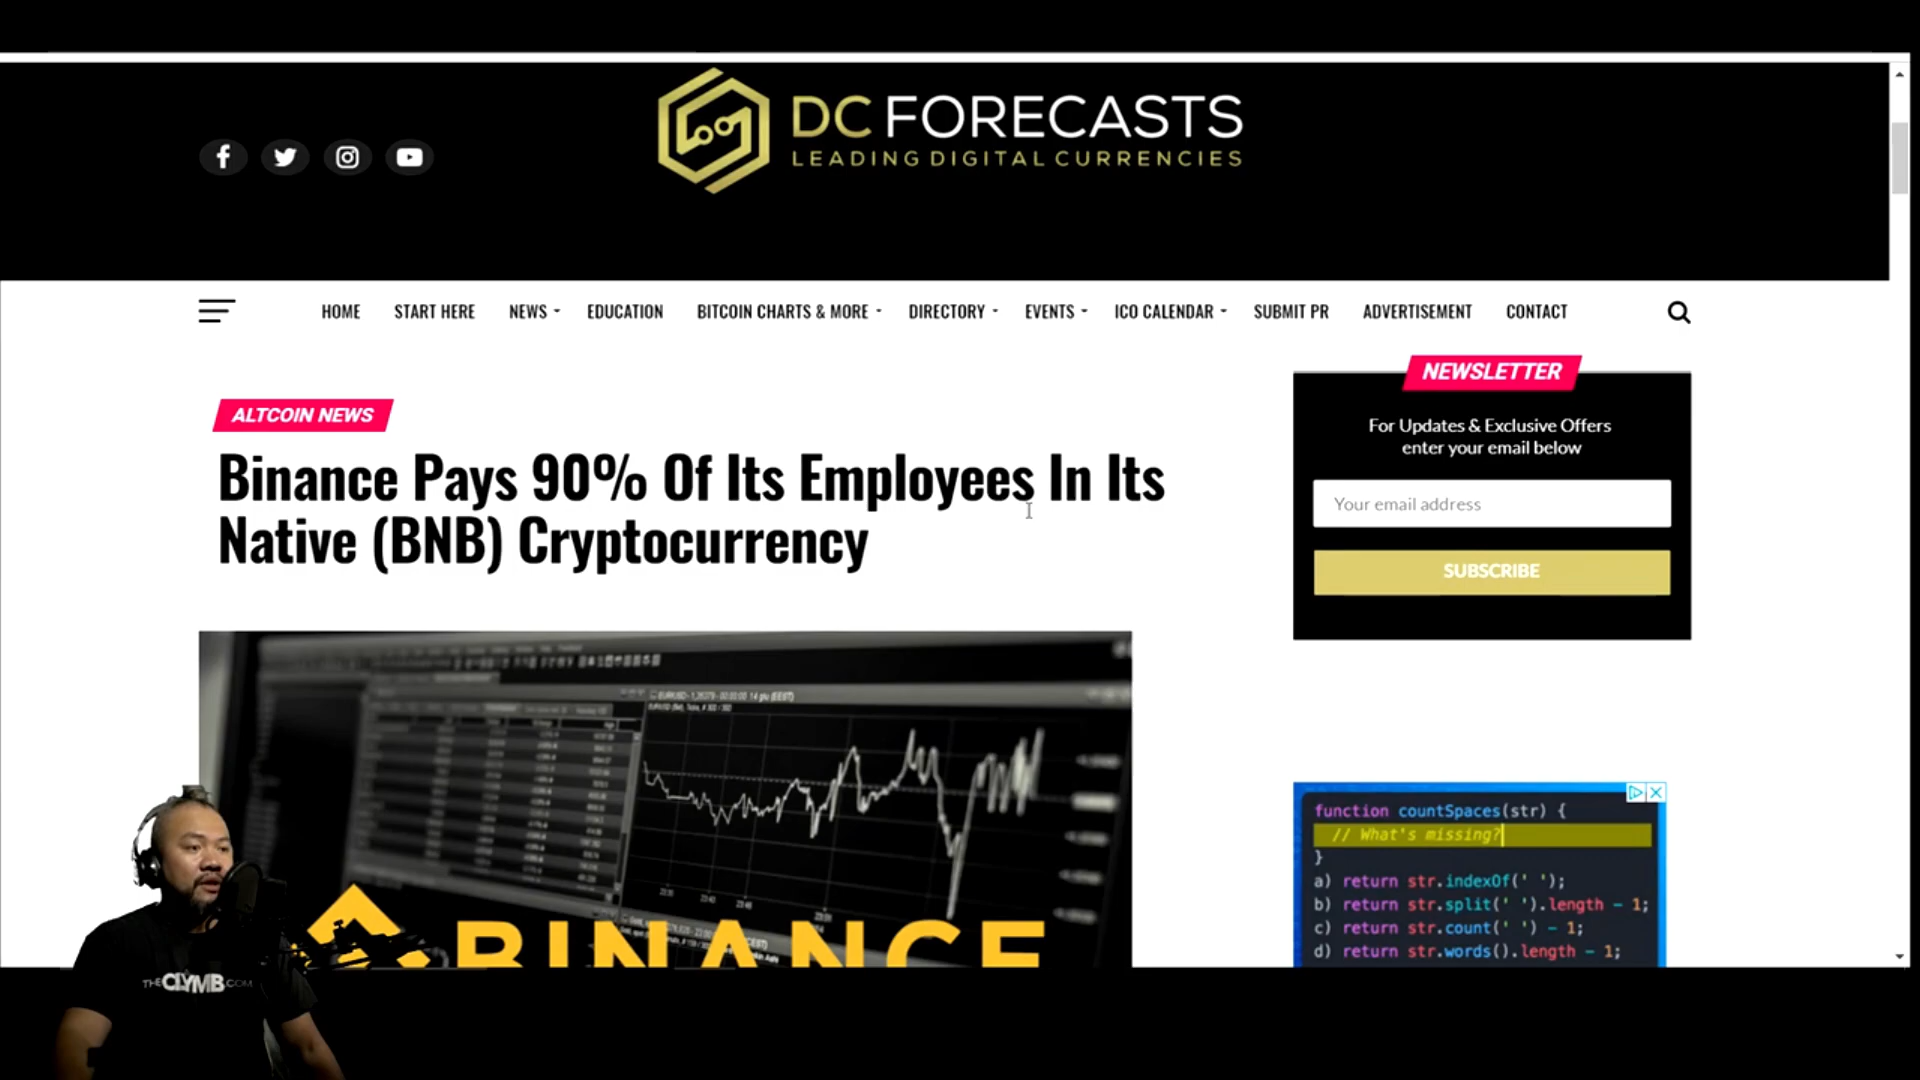 DC FORECASTS
LEADING DIGITAL CURRENCIES
HOME START HERE NEWS EDUCATION BITCOIN CHARTS & MORE DIRECTORY EVENTS ICO CALENDAR SUBMIT PR ADVERTISEMENT CONTACT
ALTCOIN NEWS
Binance Pays 90% Of Its Employees In Its
Native (BNB) Cryptocurrency
NEWSLETTER
For Updates & Exclusive Offers
enter your email below
Your email address
SUBSCRIBE
BINANCE
function countSpaces(str) {
// What's missing?
}
a) return str.indexOf(' ');
b) return str.split(' ').length - 1;
c) return str.count(' ') - 1;
d) return str.words().length - 1;
THECLYMB.COM